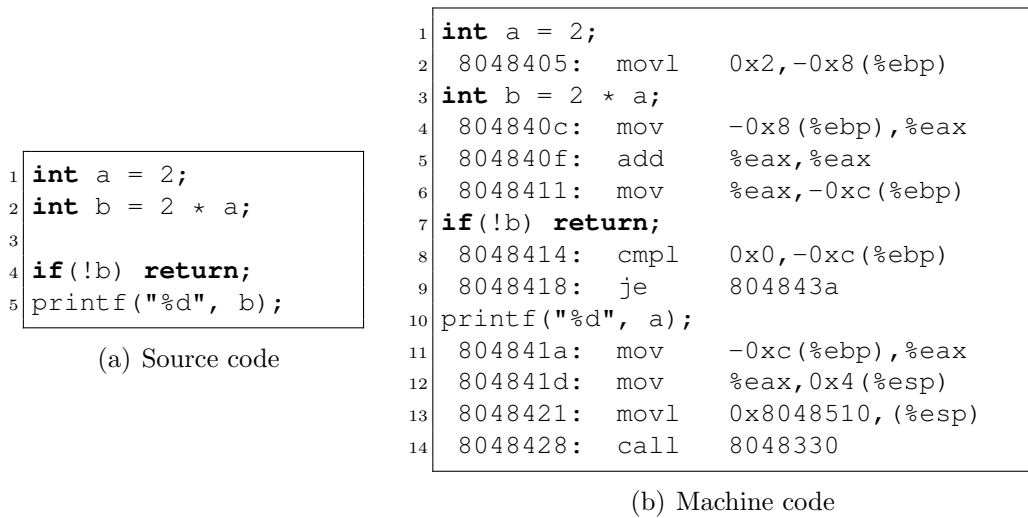 1 int a = 2;
2 int b = 2 * a;
3
4 if(!b) return;
5 printf("%d", b);
(a) Source code
1 int a = 2;
2 8048405: movl 0x2,-0x8(%ebp)
3 int b = 2 * a;
4 804840c: mov -0x8(%ebp),%eax
5 804840f: add %eax,%eax
6 8048411: mov %eax,-0xc(%ebp)
7 if(!b) return;
8 8048414: cmpl 0x0,-0xc(%ebp)
9 8048418: je 804843a
10 printf("%d", a);
11 804841a: mov -0xc(%ebp),%eax
12 804841d: mov %eax,0x4(%esp)
13 8048421: movl 0x8048510,(%esp)
14 8048428: call 8048330
(b) Machine code